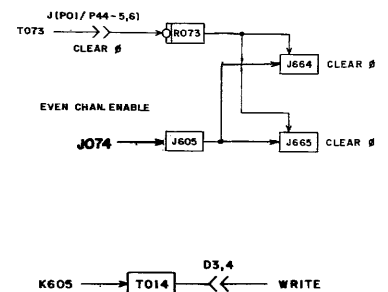 J(P01/P44-5,6)
T073 R073
CLEAR Ø
J664 CLEAR Ø
EVEN CHAN. ENABLE
J074 J605 J665 CLEAR Ø
D3,4
K605 T014 WRITE